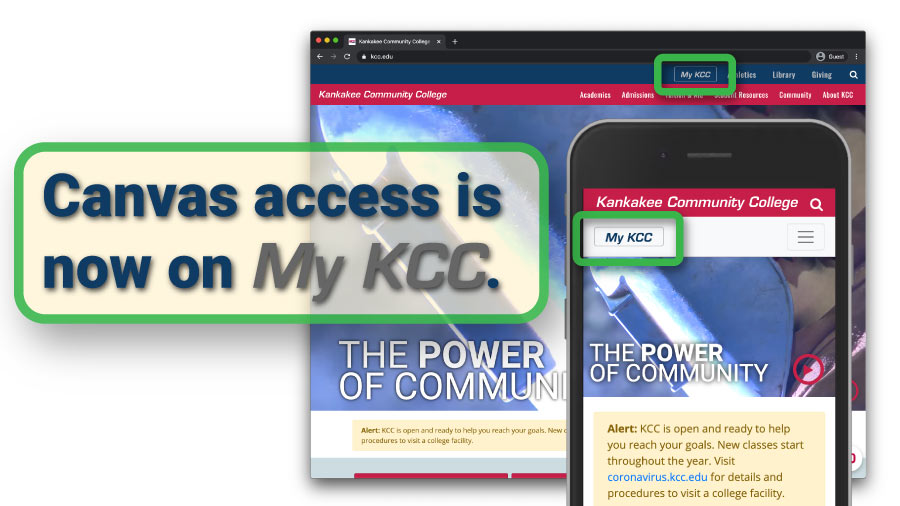 Kankakee Community College
kcc.edu
Guest
My KCC
Library
Giving
Kankakee Community College
Academics
Admissions
Resources
Community
About KCC
Canvas access is
now on My KCC.
THE POWER
OF COMMUNI
Alert: KCC is open and ready to help you reach your goals. New
procedures to visit a college facility.
Kankakee Community College
My KCC
THE POWER
OF COMMUNITY
Alert: KCC is open and ready to help
you reach your goals. New classes start
throughout the year. Visit
coronavirus.kcc.edu for details and
procedures to visit a college facility.